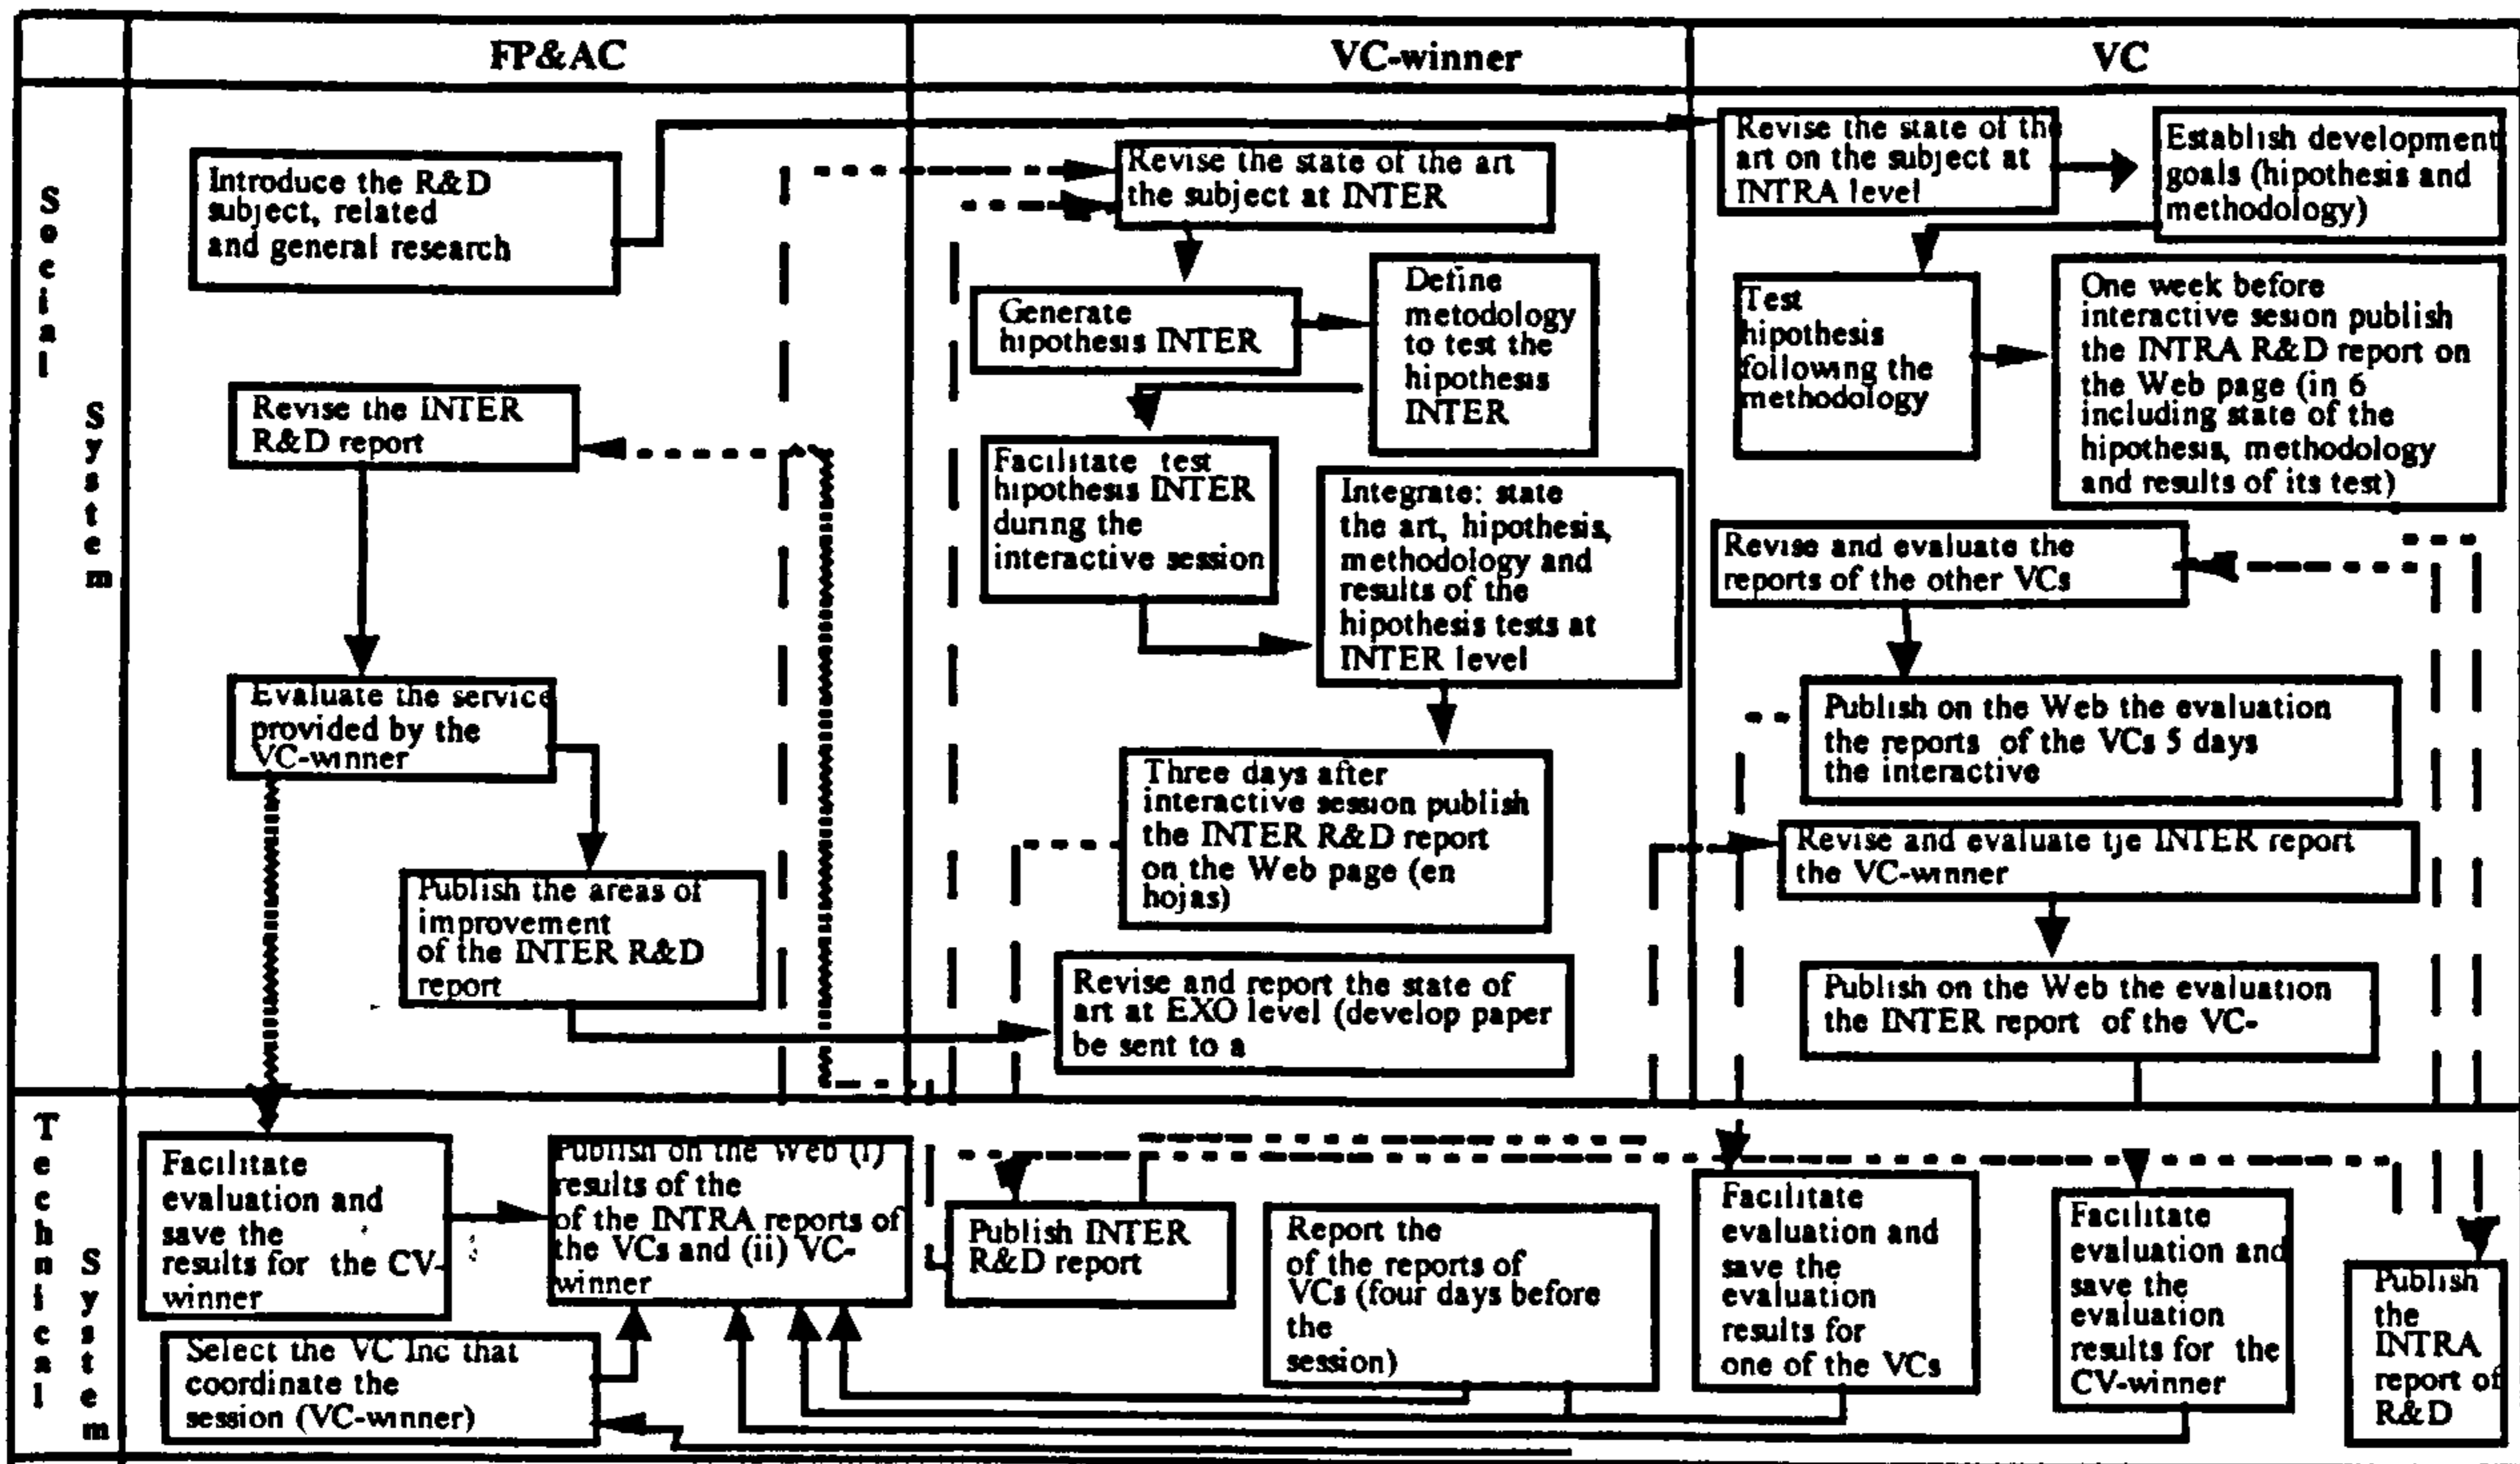 FP&AC
VC-winner
VC
Social
System
Introduce the R&D
subject, related
and general research
Revise the INTER
R&D report
Evaluate the service
provided by the
VC-winner
Publish the areas of
improvement
of the INTER R&D
report
Revise the state of the art
the subject at INTER
Generate
hipothesis INTER
Define
metodology
to test the
hipothesis
INTER
Facilitate test
hipothesis INTER
during the
interactive session
Integrate: state
the art, hipothesis,
methodology and
results of the
hipothesis tests at
INTER level
Three days after
interactive session publish
the INTER R&D report
on the Web page (en
hojas)
Revise and report the state of
art at EXO level (develop paper
be sent to a
Revise the state of the
art on the subject at
INTRA level
Establish development
goals (hipothesis and
methodology)
Test
hipothesis
following the
methodology
One week before
interactive sesion publish
the INTRA R&D report on
the Web page (in 6
including state of the
hipothesis, methodology
and results of its test)
Revise and evaluate the
reports of the other VCs
Publish on the Web the evaluation
the reports of the VCs 5 days
the interactive
Revise and evaluate tje INTER report
the VC-winner
Publish on the Web the evaluation
the INTER report of the VC-
Technical
System
Facilitate
evaluation and
save the
results for the CV-
winner
Publish on the Web (i)
results of the
of the INTRA reports of
the VCs and (ii) VC-
winner
Select the VC Inc that
coordinate the
session (VC-winner)
Publish INTER
R&D report
Report the
of the reports of
VCs (four days before
the
session)
Facilitate
evaluation and
save the
evaluation
results for
one of the VCs
Facilitate
evaluation and
save the
evaluation
results for the
CV-winner
Publish
the
INTRA
report of
R&D